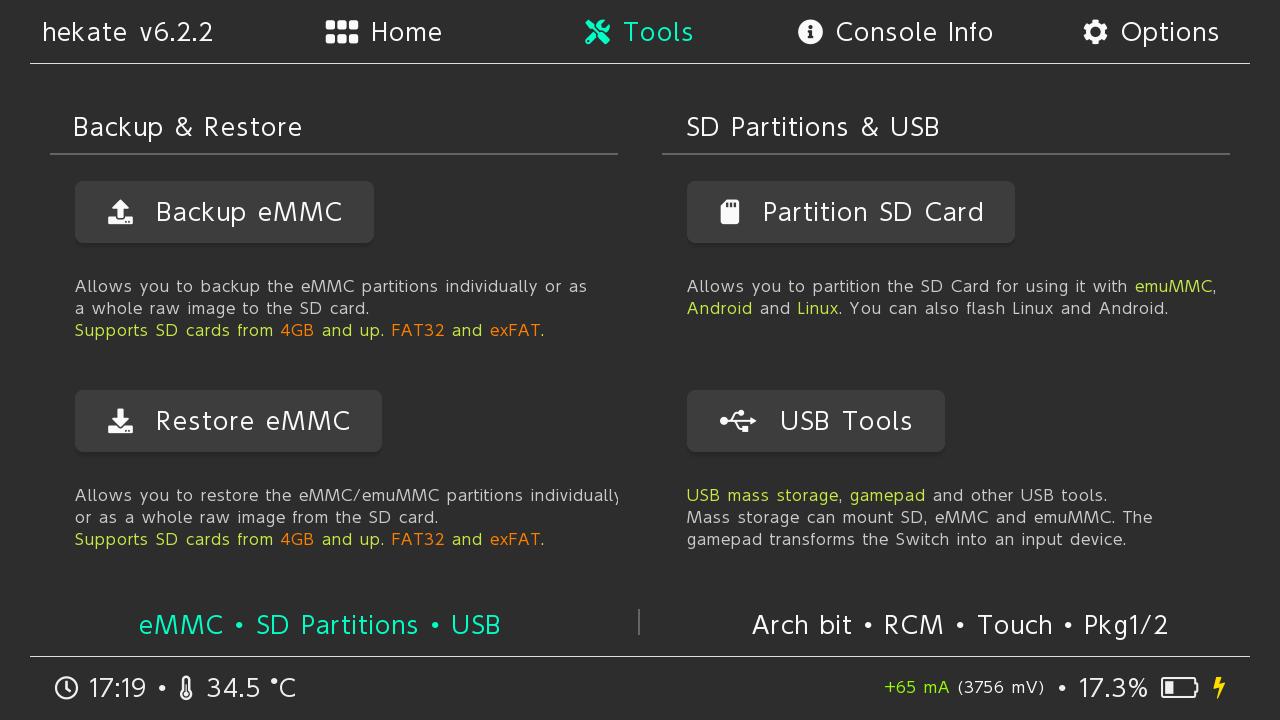 hekate v6.2.2
Home
Tools
Console Info
Options
Backup & Restore
Backup eMMC
Allows you to backup the eMMC partitions individually or as
a whole raw image to the SD card.
Supports SD cards from 4GB and up. FAT32 and exFAT.
Restore eMMC
Allows you to restore the eMMC/emuMMC partitions individually
or as a whole raw image from the SD card.
Supports SD cards from 4GB and up. FAT32 and exFAT.
SD Partitions & USB
Partition SD Card
Allows you to partition the SD Card for using it with emuMMC,
Android and Linux. You can also flash Linux and Android.
USB Tools
USB mass storage, gamepad and other USB tools.
Mass storage can mount SD, eMMC and emuMMC. The
gamepad transforms the Switch into an input device.
eMMC • SD Partitions • USB
Arch bit • RCM • Touch • Pkg1/2
17:19 • 34.5 °C
+65 mA (3756 mV) • 17.3%